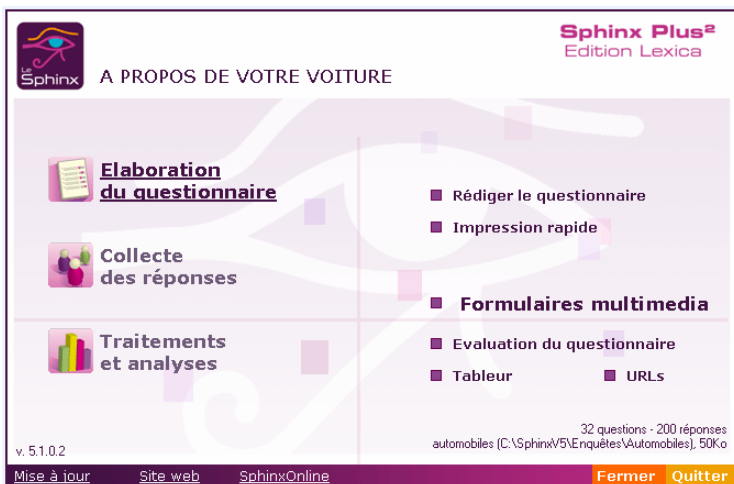 Le
Sphinx
A PROPOS DE VOTRE VOITURE
Sphinx Plus²
Edition Lexica
Elaboration
du questionnaire
Collecte
des réponses
Traitements
et analyses
Rédiger le questionnaire
Impression rapide
Formulaires multimedia
Evaluation du questionnaire
Tableur URLs
32 questions - 200 réponses
automobiles (C:\SphinxV5\Enquêtes\Automobiles), 50Ko
v. 5.1.0.2
Mise à jour Site web SphinxOnline Fermer Quitter